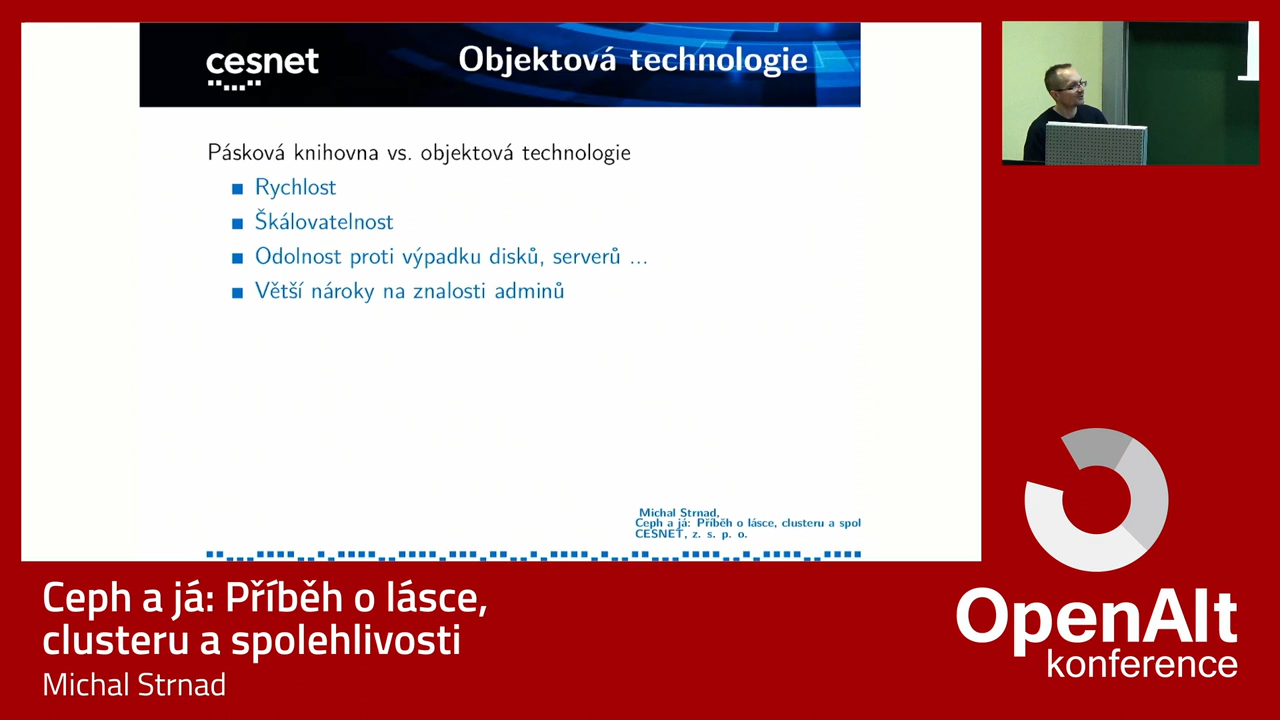 cesnet
Objektová technologie
Pásková knihovna vs. objektová technologie
Rychlost
Škálovatelnost
Odolnost proti výpadku disků, serverů ...
Větší nároky na znalosti adminů
Michal Strnad,
Ceph a já: Příběh o lásce, clusteru a spol
CESNET, z. s. p. o.
Ceph a já: Příběh o lásce,
clusteru a spolehlivosti
Michal Strnad
OpenAlt
konference